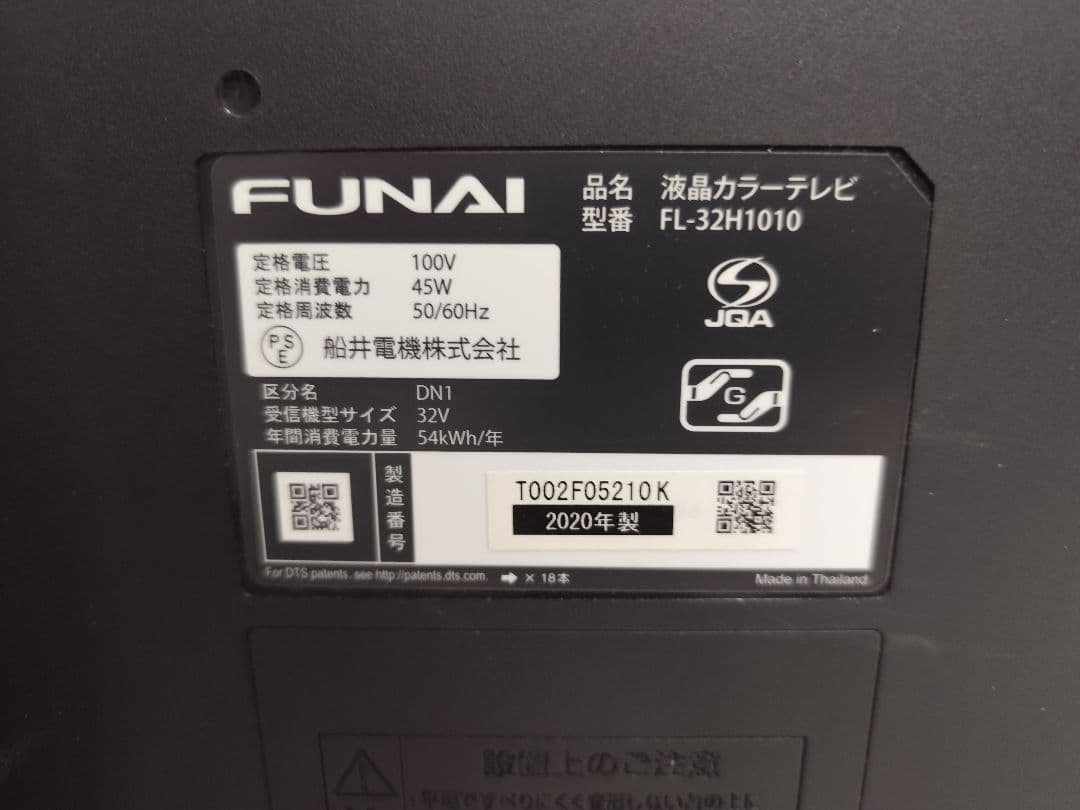 FUNAI
品名 液晶カラーテレビ
型番 FL-32H1010
定格電圧 100V
定格消費電力 45W
定格周波数 50/60Hz
PSE 船井電機株式会社
JQA
G
区分名 DN1
受信機型サイズ 32V
年間消費電力量 54kWh/年
製造番号
T002F05210K
2020年製
For DTS patents, see http://patents.dts.com. ➡ × 18本
Made in Thailand
設置上のご注意